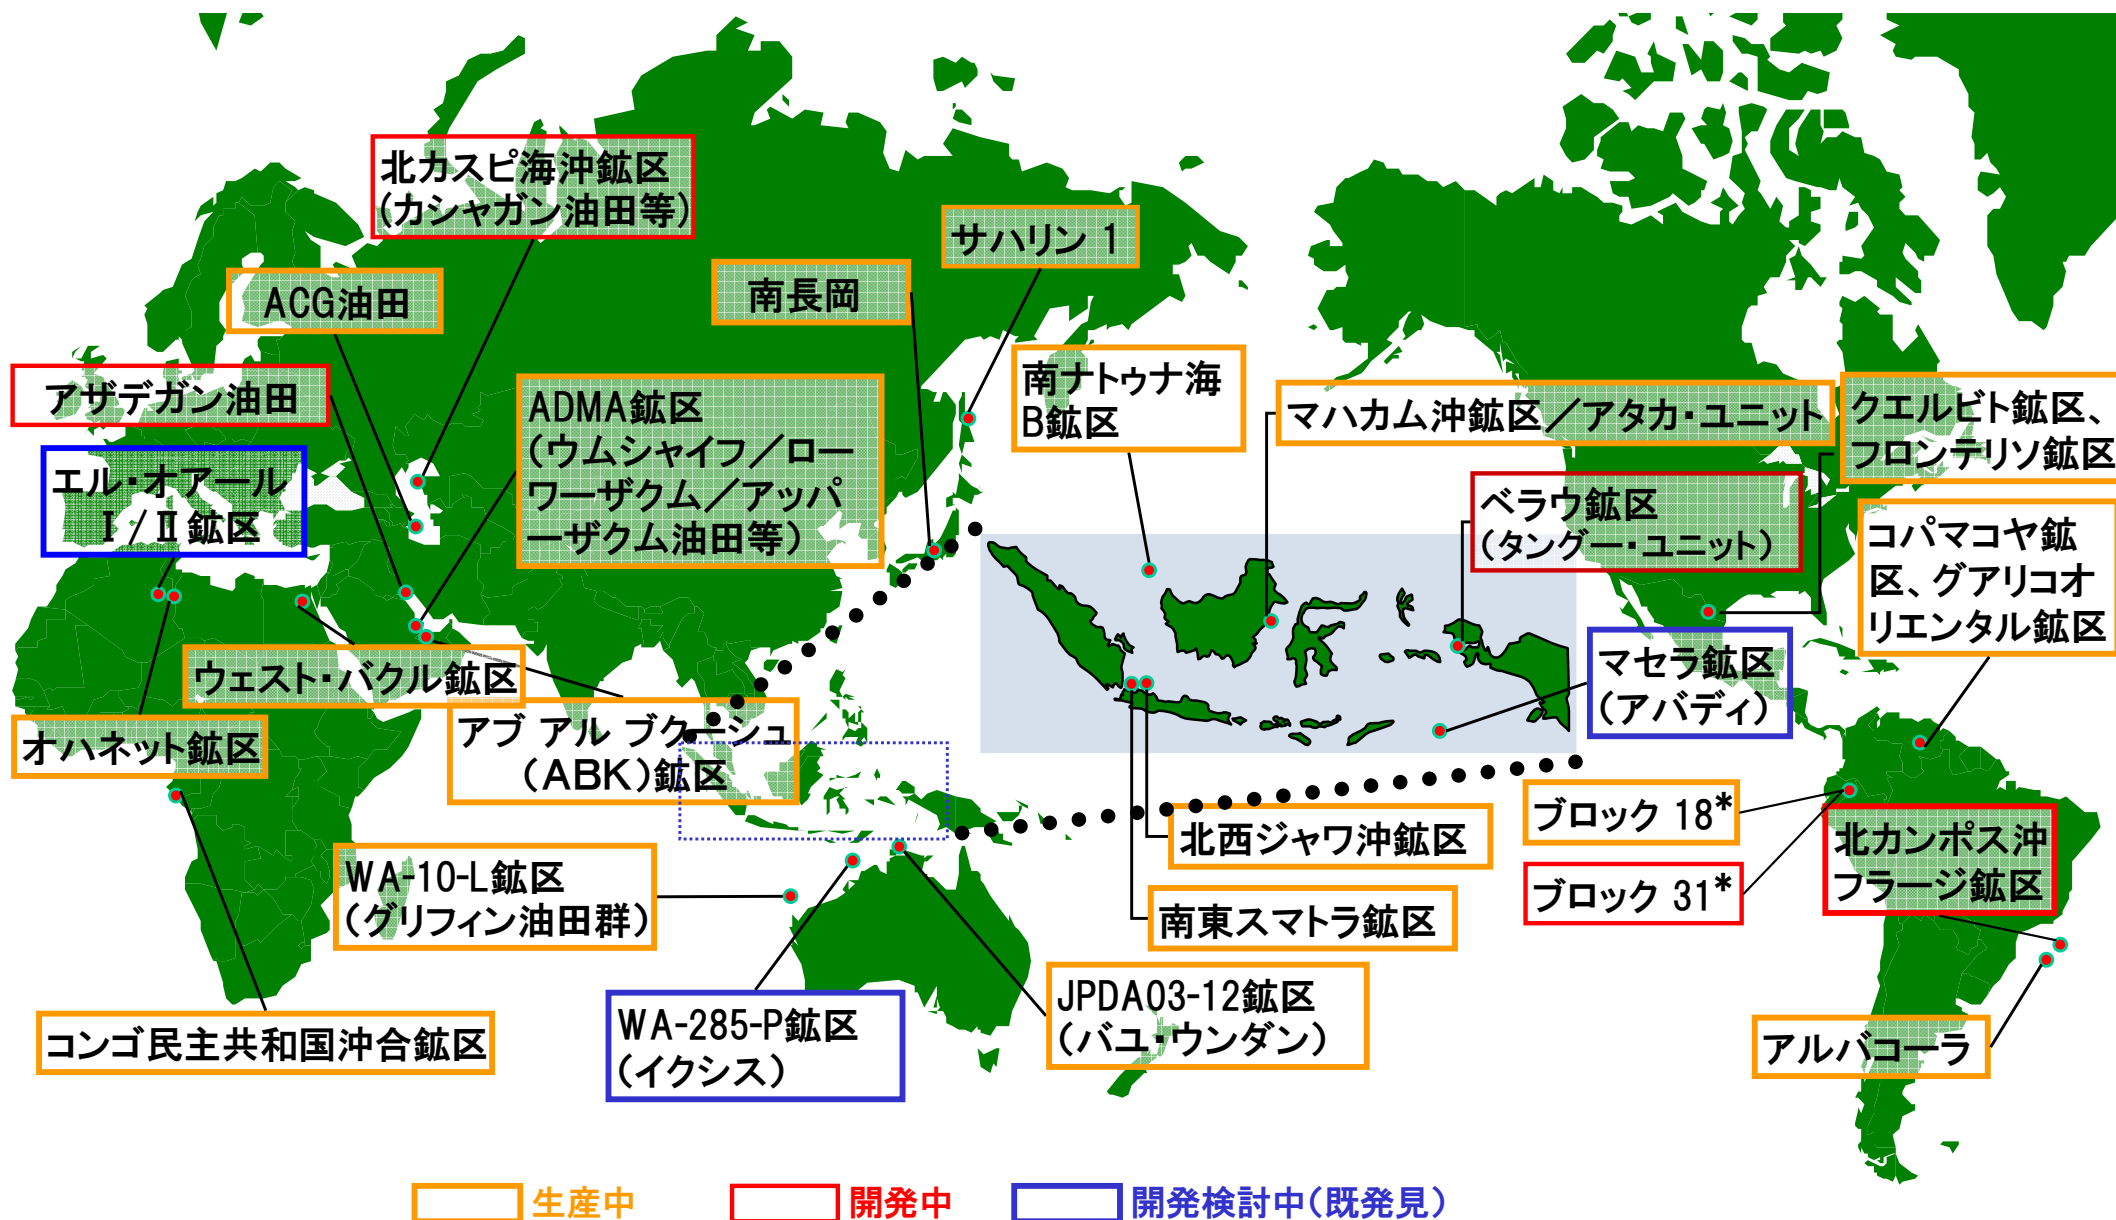 北カスピ海沖鉱区
(カシャガン油田等)
サハリン 1
ACG油田
南長岡
アザデガン油田
ADMA鉱区
(ウムシャイフ／ロー
ワーザクム／アッパ
ーザクム油田等)
南ナトゥナ海
B鉱区
マハカム沖鉱区／アタカ・ユニット
クエルビト鉱区、
フロンテリソ鉱区
エル・オアール
Ⅰ/Ⅱ鉱区
ベラウ鉱区
(タングー・ユニット)
コパマコヤ鉱
区、グアリコオ
リエンタル鉱区
ウェスト・バクル鉱区
マセラ鉱区
(アバディ)
オハネット鉱区
アブ アル ブクーシュ
(ABK)鉱区
ブロック 18*
北西ジャワ沖鉱区
北カンポス沖
フラージ鉱区
WA-10-L鉱区
(グリフィン油田群)
ブロック 31*
南東スマトラ鉱区
WA-285-P鉱区
(イクシス)
JPDA03-12鉱区
(バユ・ウンダン)
コンゴ民主共和国沖合鉱区
アルバコーラ
生産中
開発中
開発検討中(既発見)